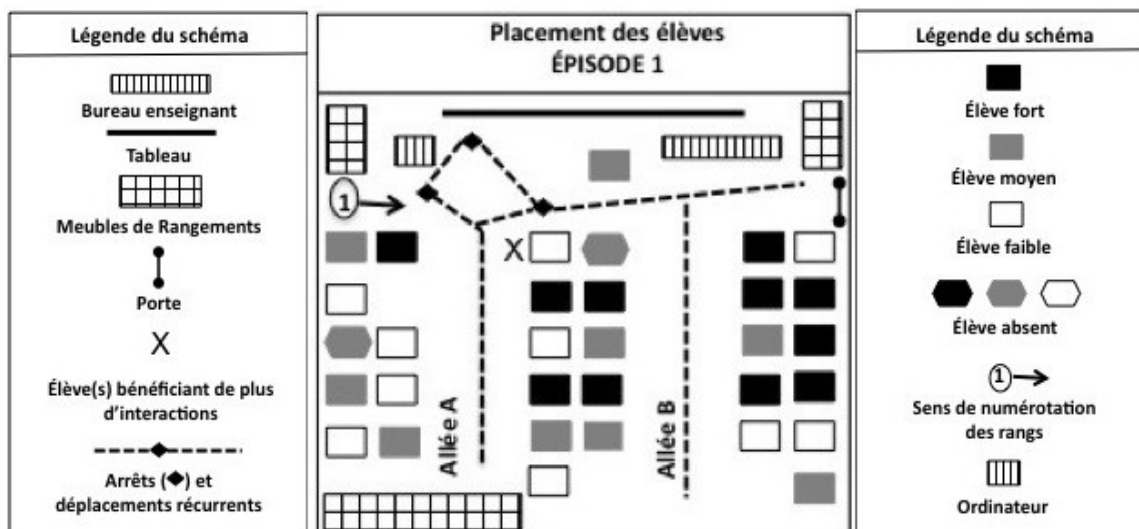 Légende du schéma
Bureau enseignant
Tableau
Meubles de Rangements
Porte
X
Élève(s) bénéficiant de plus
d'interactions
Arrêts (◆) et
déplacements récurrents
Placement des élèves
ÉPISODE 1
1
X
Allée A
Allée B
Légende du schéma
Élève fort
Élève moyen
Élève faible
Élève absent
1
Sens de numérotation
des rangs
Ordinateur